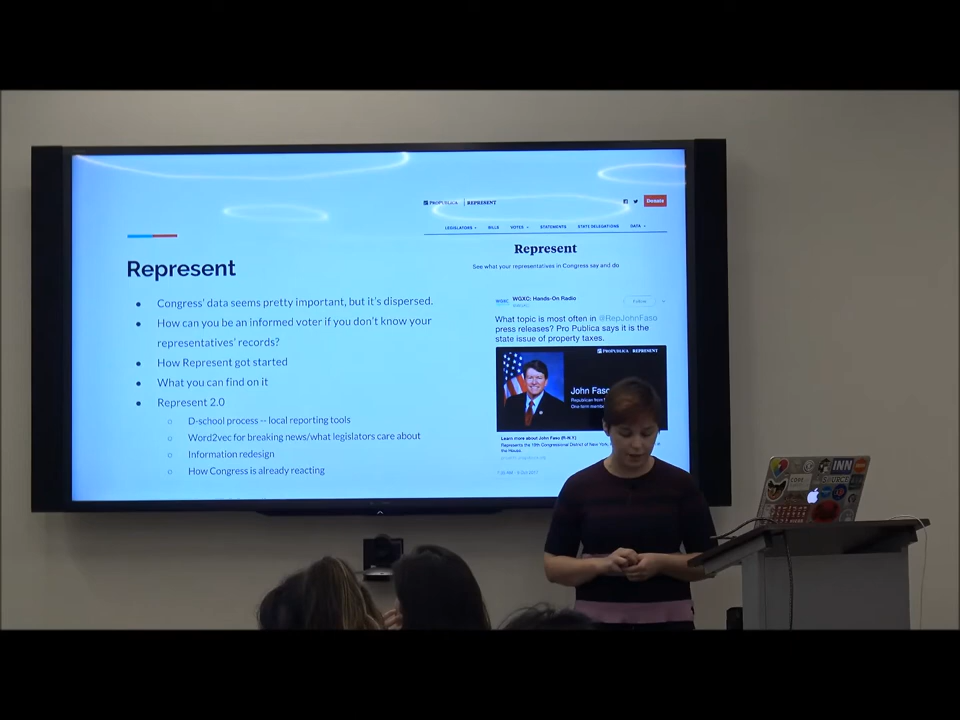 Represent
Congress' data seems pretty important, but it's dispersed.
How can you be an informed voter if you don't know your
representatives' records?
How Represent got started
What you can find on it
Represent 2.0
D-school process -- local reporting tools
Word2vec for breaking news/what legislators care about
Information redesign
How Congress is already reacting
PROPUBLICA REPRESENT
Donate
LEGISLATORS BILLS VOTES STATEMENTS STATE DELEGATIONS DATA
Represent
See what your representatives in Congress say and do
WGXC: Hands-On Radio
Follow
What topic is most often in @RepJohnFaso
press releases? Pro Publica says it is the
state issue of property taxes.
PROPUBLICA REPRESENT
John Faso
Republican from
One term
Learn more about John Faso (R-N.Y.)
Represents the 19th Congressional District of New York,
the House.
INN